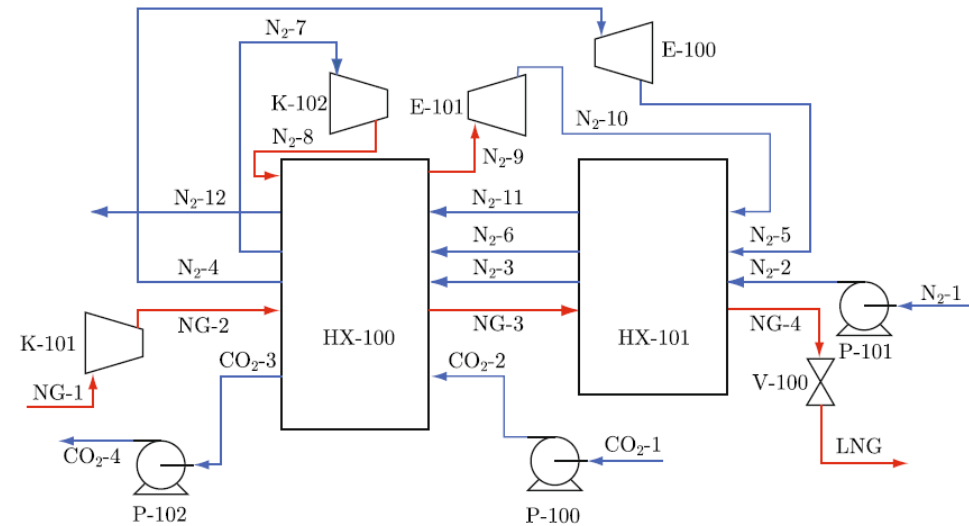 N₂-7
E-100
K-102
E-101
N₂-10
N₂-8
N₂-9
N₂-12
N₂-11
N₂-6
N₂-5
N₂-4
N₂-3
N₂-2
N₂-1
NG-2
HX-100
NG-3
HX-101
NG-4
P-101
K-101
CO₂-3
CO₂-2
V-100
NG-1
CO₂-4
CO₂-1
LNG
P-102
P-100